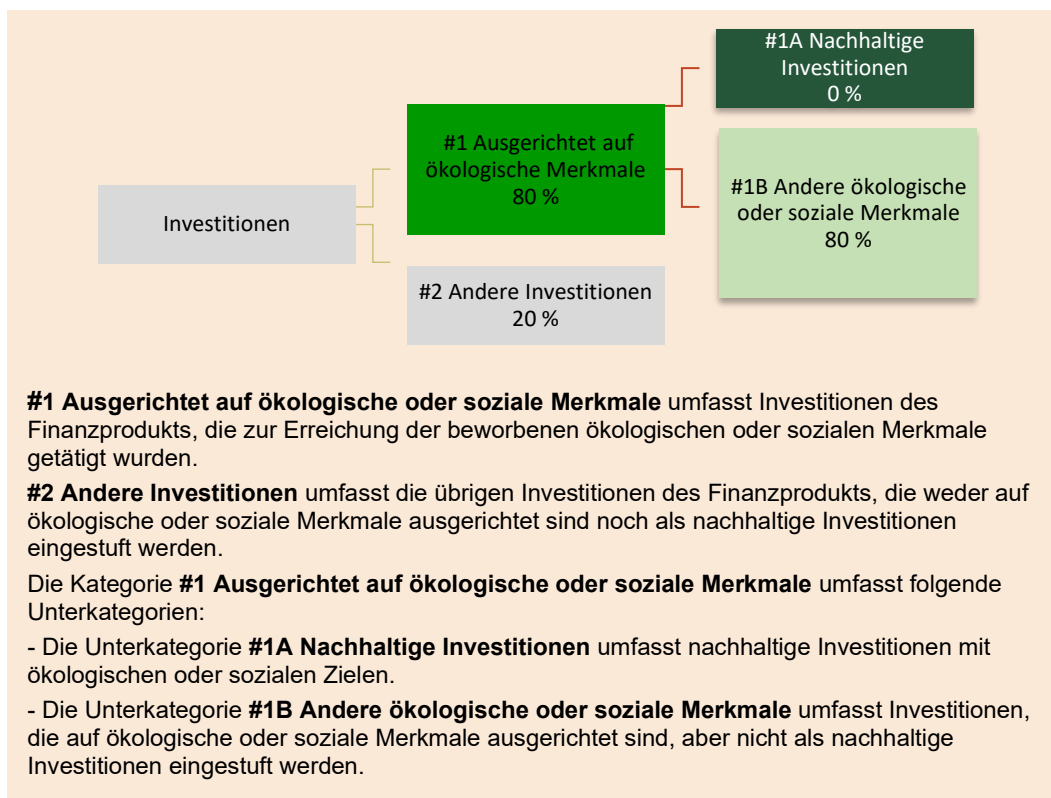 #1A Nachhaltige
Investitionen
0 %
#1 Ausgerichtet auf
ökologische Merkmale
80 %
#1B Andere ökologische
oder soziale Merkmale
80 %
Investitionen
#2 Andere Investitionen
20 %
#1 Ausgerichtet auf ökologische oder soziale Merkmale umfasst Investitionen des
Finanzprodukts, die zur Erreichung der beworbenen ökologischen oder sozialen Merkmale
getätigt wurden.
#2 Andere Investitionen umfasst die übrigen Investitionen des Finanzprodukts, die weder auf
ökologische oder soziale Merkmale ausgerichtet sind noch als nachhaltige Investitionen
eingestuft werden.
Die Kategorie #1 Ausgerichtet auf ökologische oder soziale Merkmale umfasst folgende
Unterkategorien:
- Die Unterkategorie #1A Nachhaltige Investitionen umfasst nachhaltige Investitionen mit
ökologischen oder sozialen Zielen.
- Die Unterkategorie #1B Andere ökologische oder soziale Merkmale umfasst Investitionen,
die auf ökologische oder soziale Merkmale ausgerichtet sind, aber nicht als nachhaltige
Investitionen eingestuft werden.